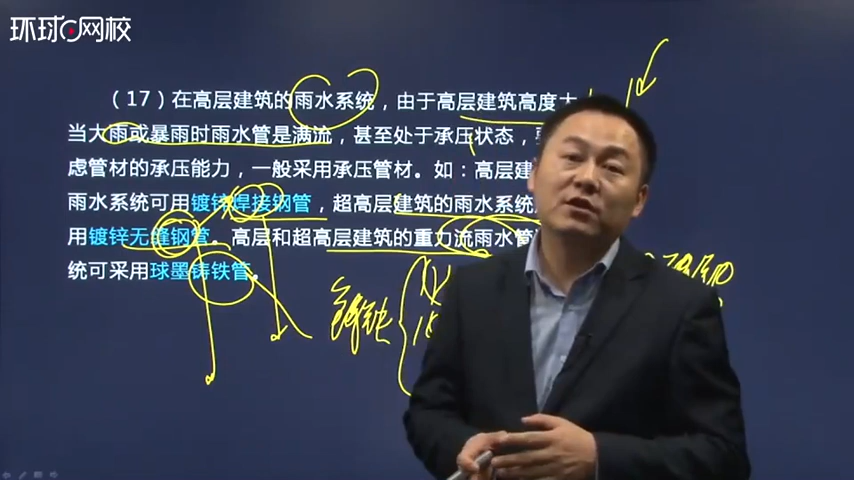 环球网校
（17）在高层建筑的雨水系统，由于高层建筑高度大
当大雨或暴雨时雨水管是满流，甚至处于承压状态，
虑管材的承压能力，一般采用承压管材。如：高层建
雨水系统可用镀锌焊接钢管，超高层建筑的雨水系统
用镀锌无缝钢管。高层和超高层建筑的重力流雨水管
统可采用球墨铸铁管。
铸铁